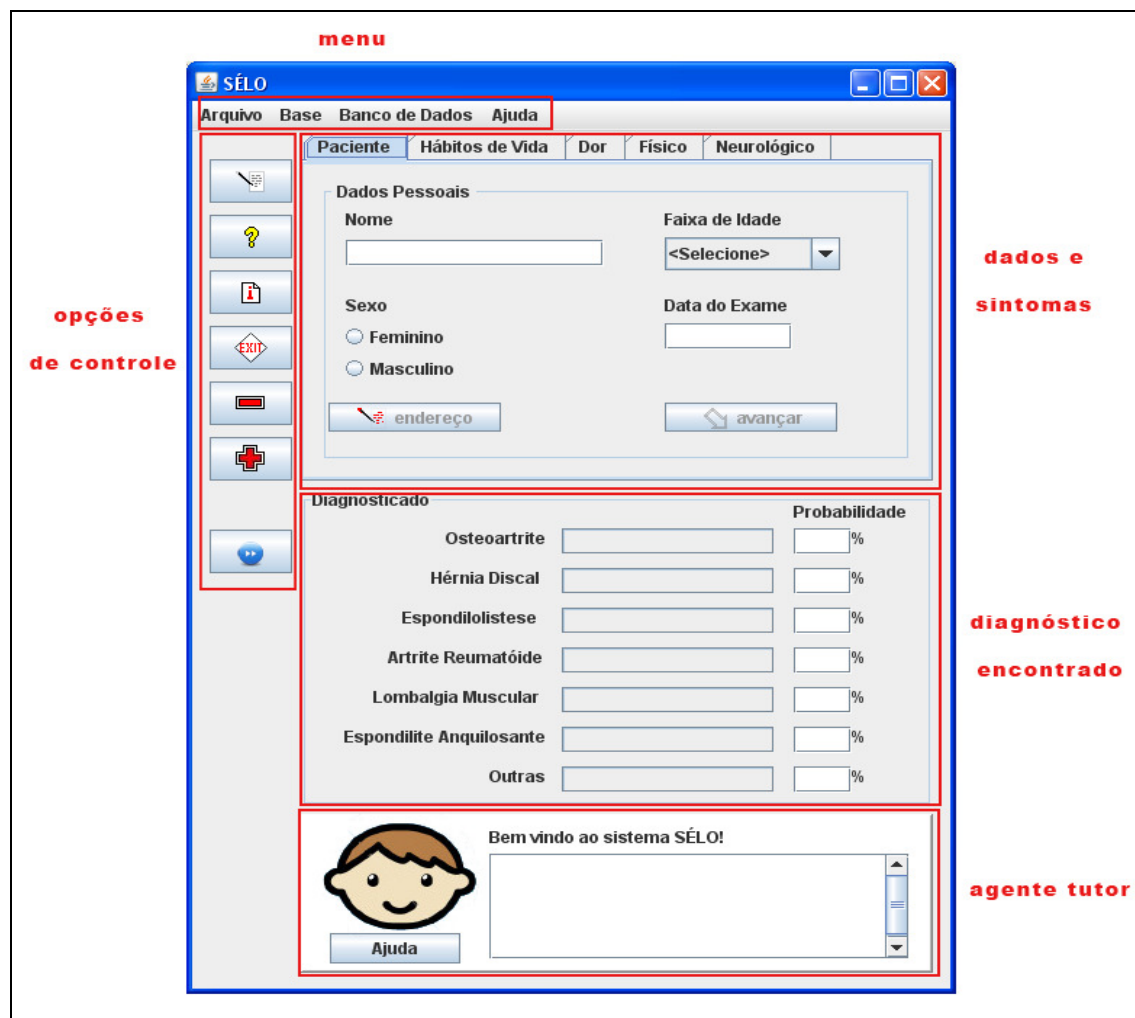 menu
SÉLO
Arquivo Base Banco de Dados Ajuda
Paciente Hábitos de Vida Dor Físico Neurológico
Dados Pessoais
Nome Faixa de Idade
<Selecione>
dados e
sintomas
Sexo Data do Exame
opções
de controle
Feminino
EXIT
Masculino
endereço avançar
Diagnosticado
Probabilidade
Osteoartrite %
Hérnia Discal %
Espondilolistese %
diagnóstico
encontrado
Artrite Reumatóide %
Lombalgia Muscular %
Espondilite Anquilosante %
Outras %
Bem vindo ao sistema SÉLO!
agente tutor
Ajuda